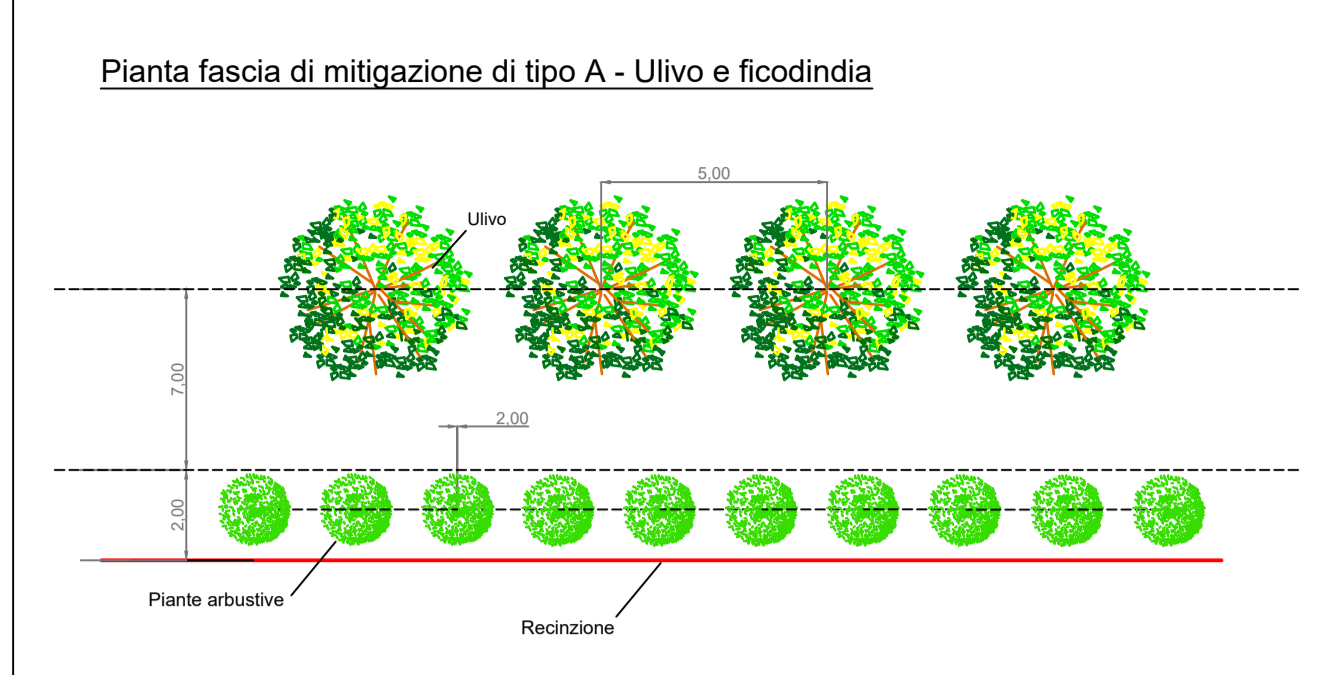 Pianta fascia di mitigazione di tipo A - Ulivo e ficodindia
5,00
Ulivo
7,00
2,00
2,00
Piante arbustive
Recinzione